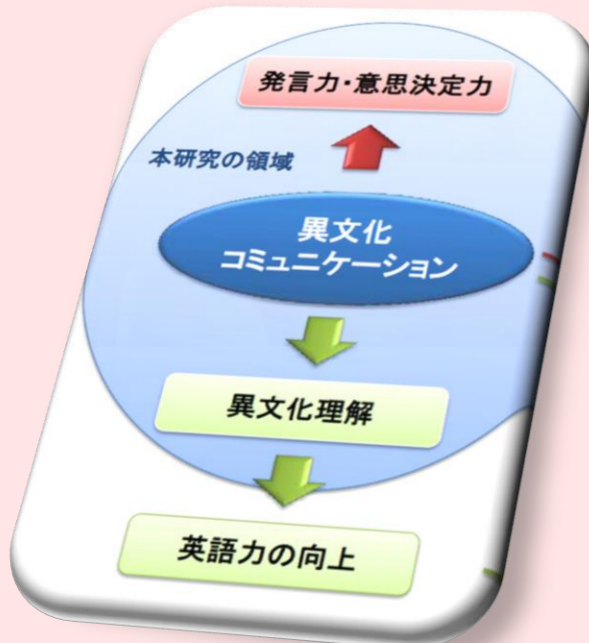 発言力・意思決定力
本研究の領域
異文化
コミュニケーション
異文化理解
英語力の向上